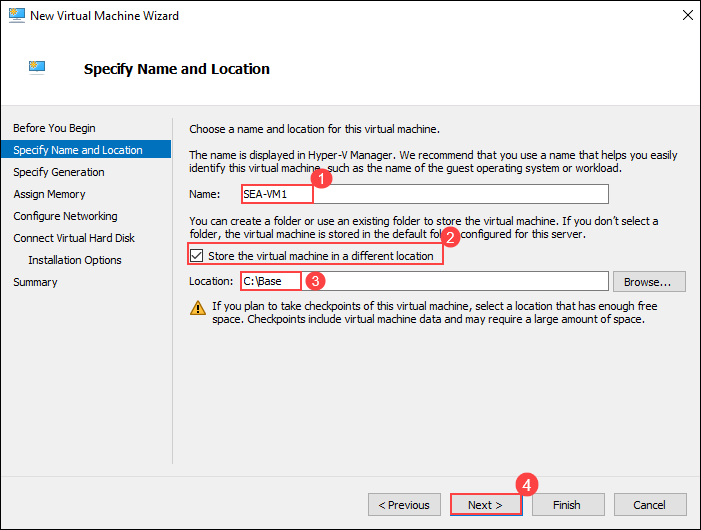 New Virtual Machine Wizard
Specify Name and Location
Before You Begin
Specify Name and Location
Specify Generation
Assign Memory
Configure Networking
Connect Virtual Hard Disk
Installation Options
Summary
Choose a name and location for this virtual machine.
The name is displayed in Hyper-V Manager. We recommend that you use a name that helps you easily
identify this virtual machine, such as the name of the guest operating system or workload.
1
Name: SEA-VM1
You can create a folder or use an existing folder to store the virtual machine. If you don't select a
folder, the virtual machine is stored in the default configured for this server.
2
Store the virtual machine in a different location
Location: C:\Base 3 Browse...
If you plan to take checkpoints of this virtual machine, select a location that has enough free
space. Checkpoints include virtual machine data and may require a large amount of space.
4
< Previous Next > Finish Cancel